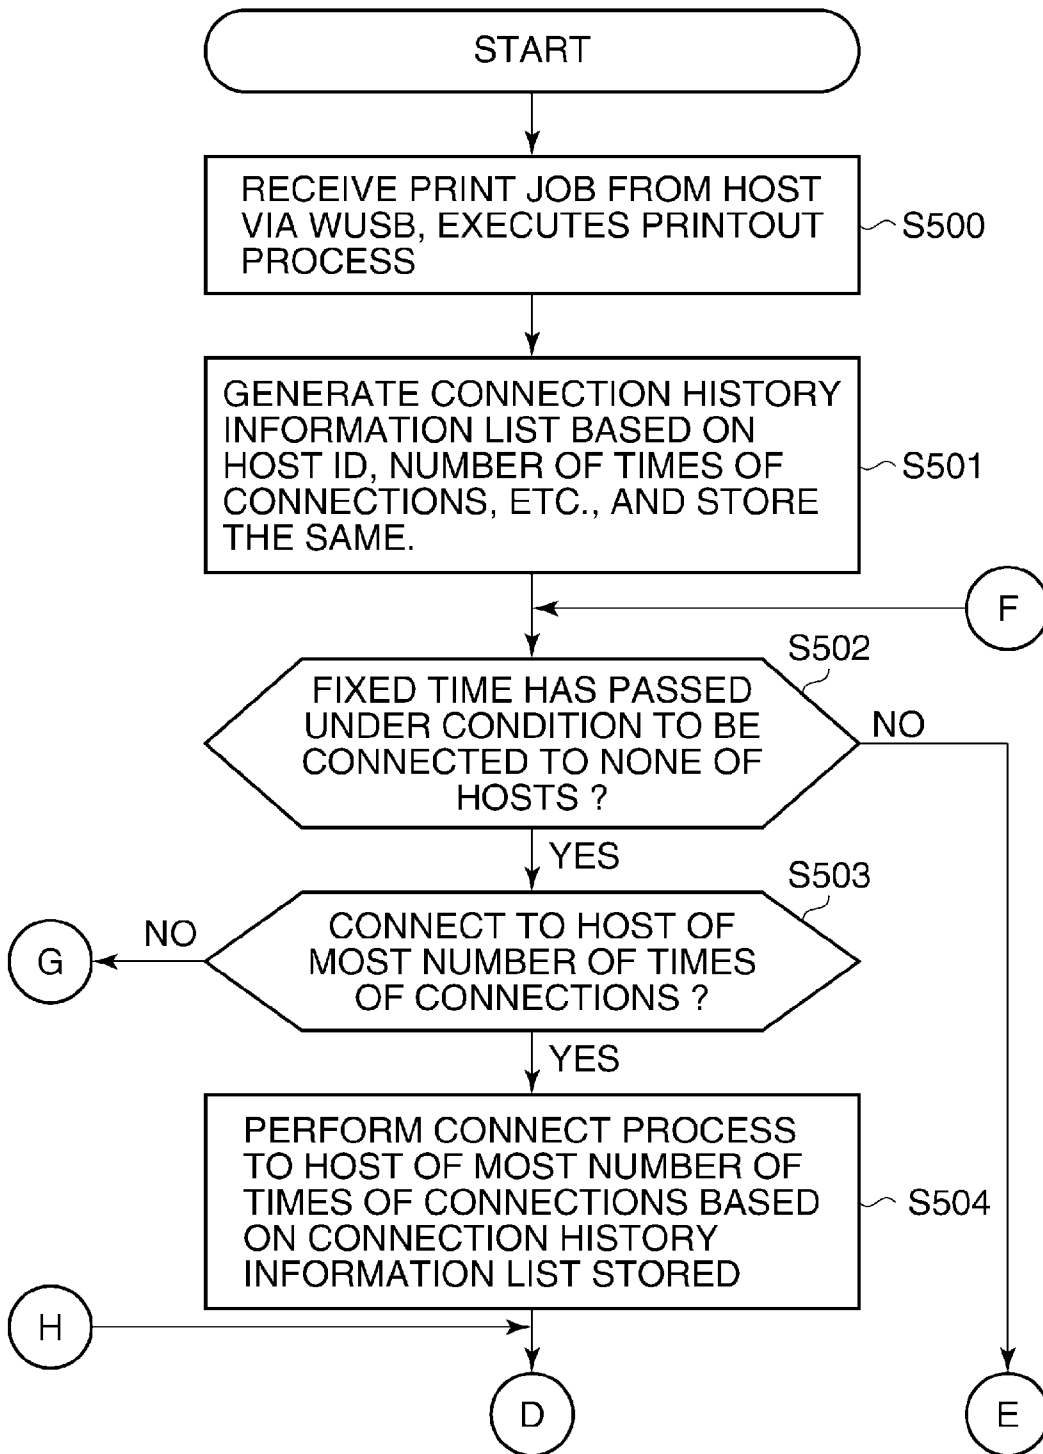 START
RECEIVE PRINT JOB FROM HOST
VIA WUSB, EXECUTES PRINTOUT
PROCESS
S500
GENERATE CONNECTION HISTORY
INFORMATION LIST BASED ON
HOST ID, NUMBER OF TIMES OF
CONNECTIONS, ETC., AND STORE
THE SAME.
S501
F
S502
FIXED TIME HAS PASSED
UNDER CONDITION TO BE
CONNECTED TO NONE OF
HOSTS ?
NO
YES
S503
CONNECT TO HOST OF
MOST NUMBER OF TIMES
OF CONNECTIONS ?
NO
G
YES
PERFORM CONNECT PROCESS
TO HOST OF MOST NUMBER OF
TIMES OF CONNECTIONS BASED
ON CONNECTION HISTORY
INFORMATION LIST STORED
S504
H
D
E